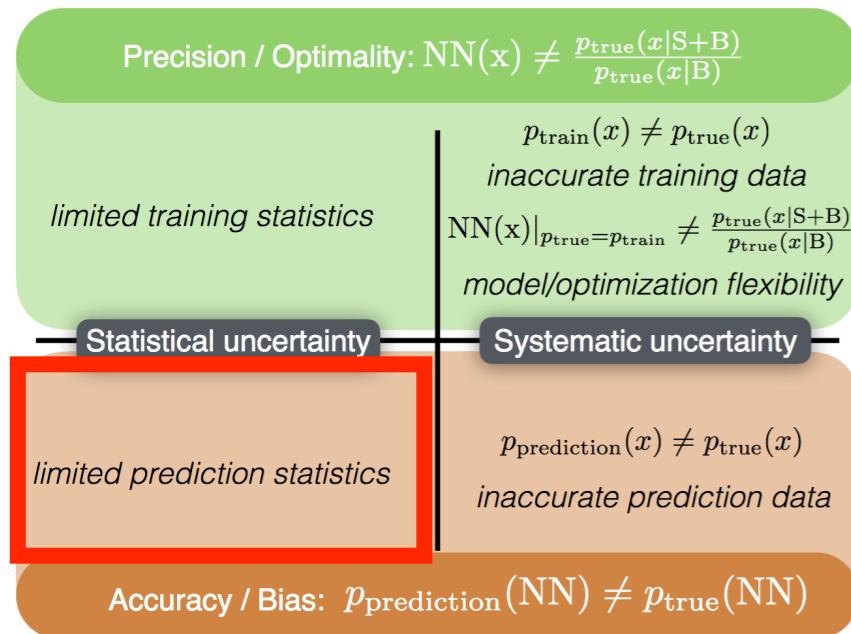 Precision / Optimality: NN(x) ≠ p_true(x|S+B) / p_true(x|B)
p_train(x) ≠ p_true(x)
inaccurate training data
limited training statistics
NN(x)|_{p_true=p_train} ≠ p_true(x|S+B) / p_true(x|B)
model/optimization flexibility
Statistical uncertainty
Systematic uncertainty
p_prediction(x) ≠ p_true(x)
limited prediction statistics
inaccurate prediction data
Accuracy / Bias: p_prediction(NN) ≠ p_true(NN)